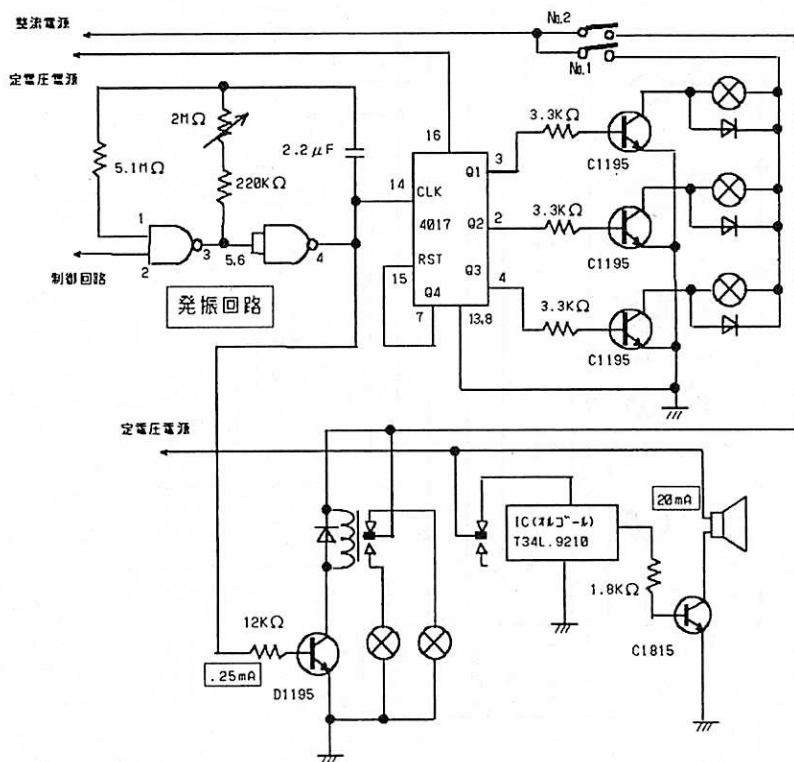 整流電源
No.2
定電圧電源
No.1
2MΩ
16
3.3KΩ
5.1MΩ
2.2μF
3
Q1
C1195
220KΩ
14
CLK
1
4017
2
Q2
3.3KΩ
3
5,6
4
C1195
制御回路
2
RST
15
Q3
4
発振回路
Q4
3.3KΩ
7
13,8
C1195
定電圧電源
20mA
IC(オルゴール)
T34L.9210
1.8KΩ
12KΩ
.25mA
D1195
C1815